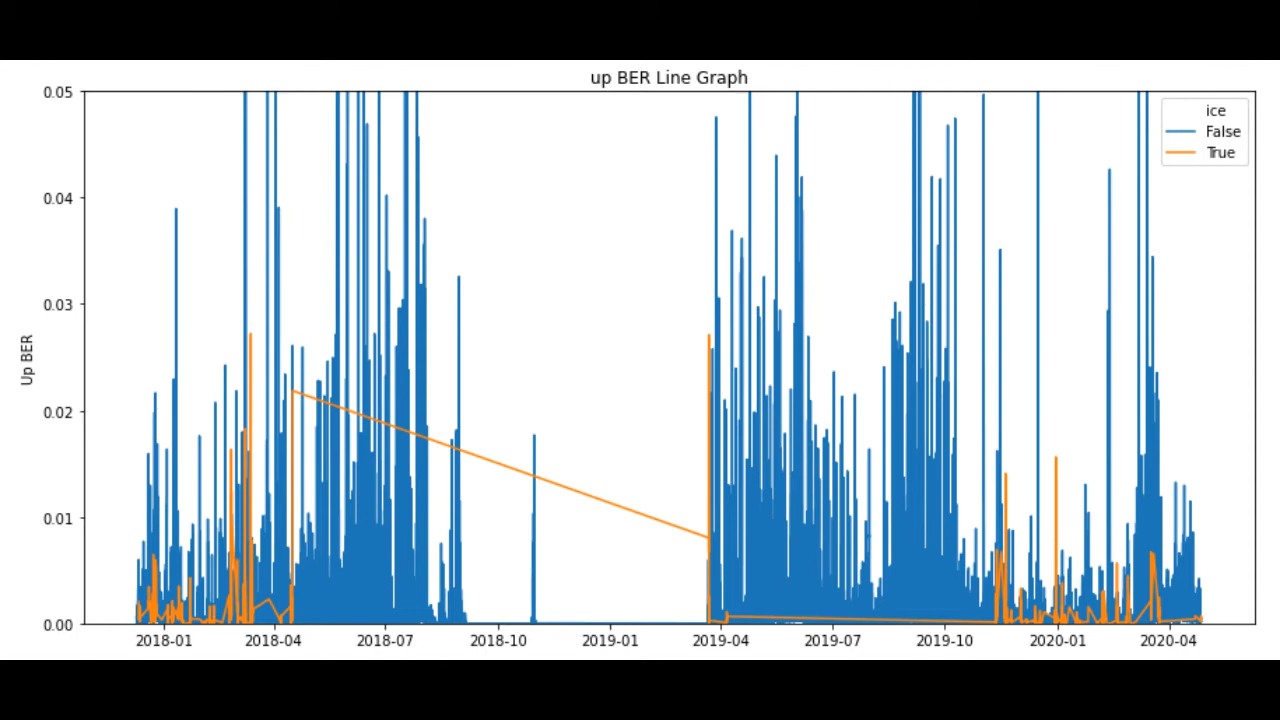 up BER Line Graph
ice
False
True
Up BER
0.05
0.04
0.03
0.02
0.01
0.00
2018-01 2018-04 2018-07 2018-10 2019-01 2019-04 2019-07 2019-10 2020-01 2020-04